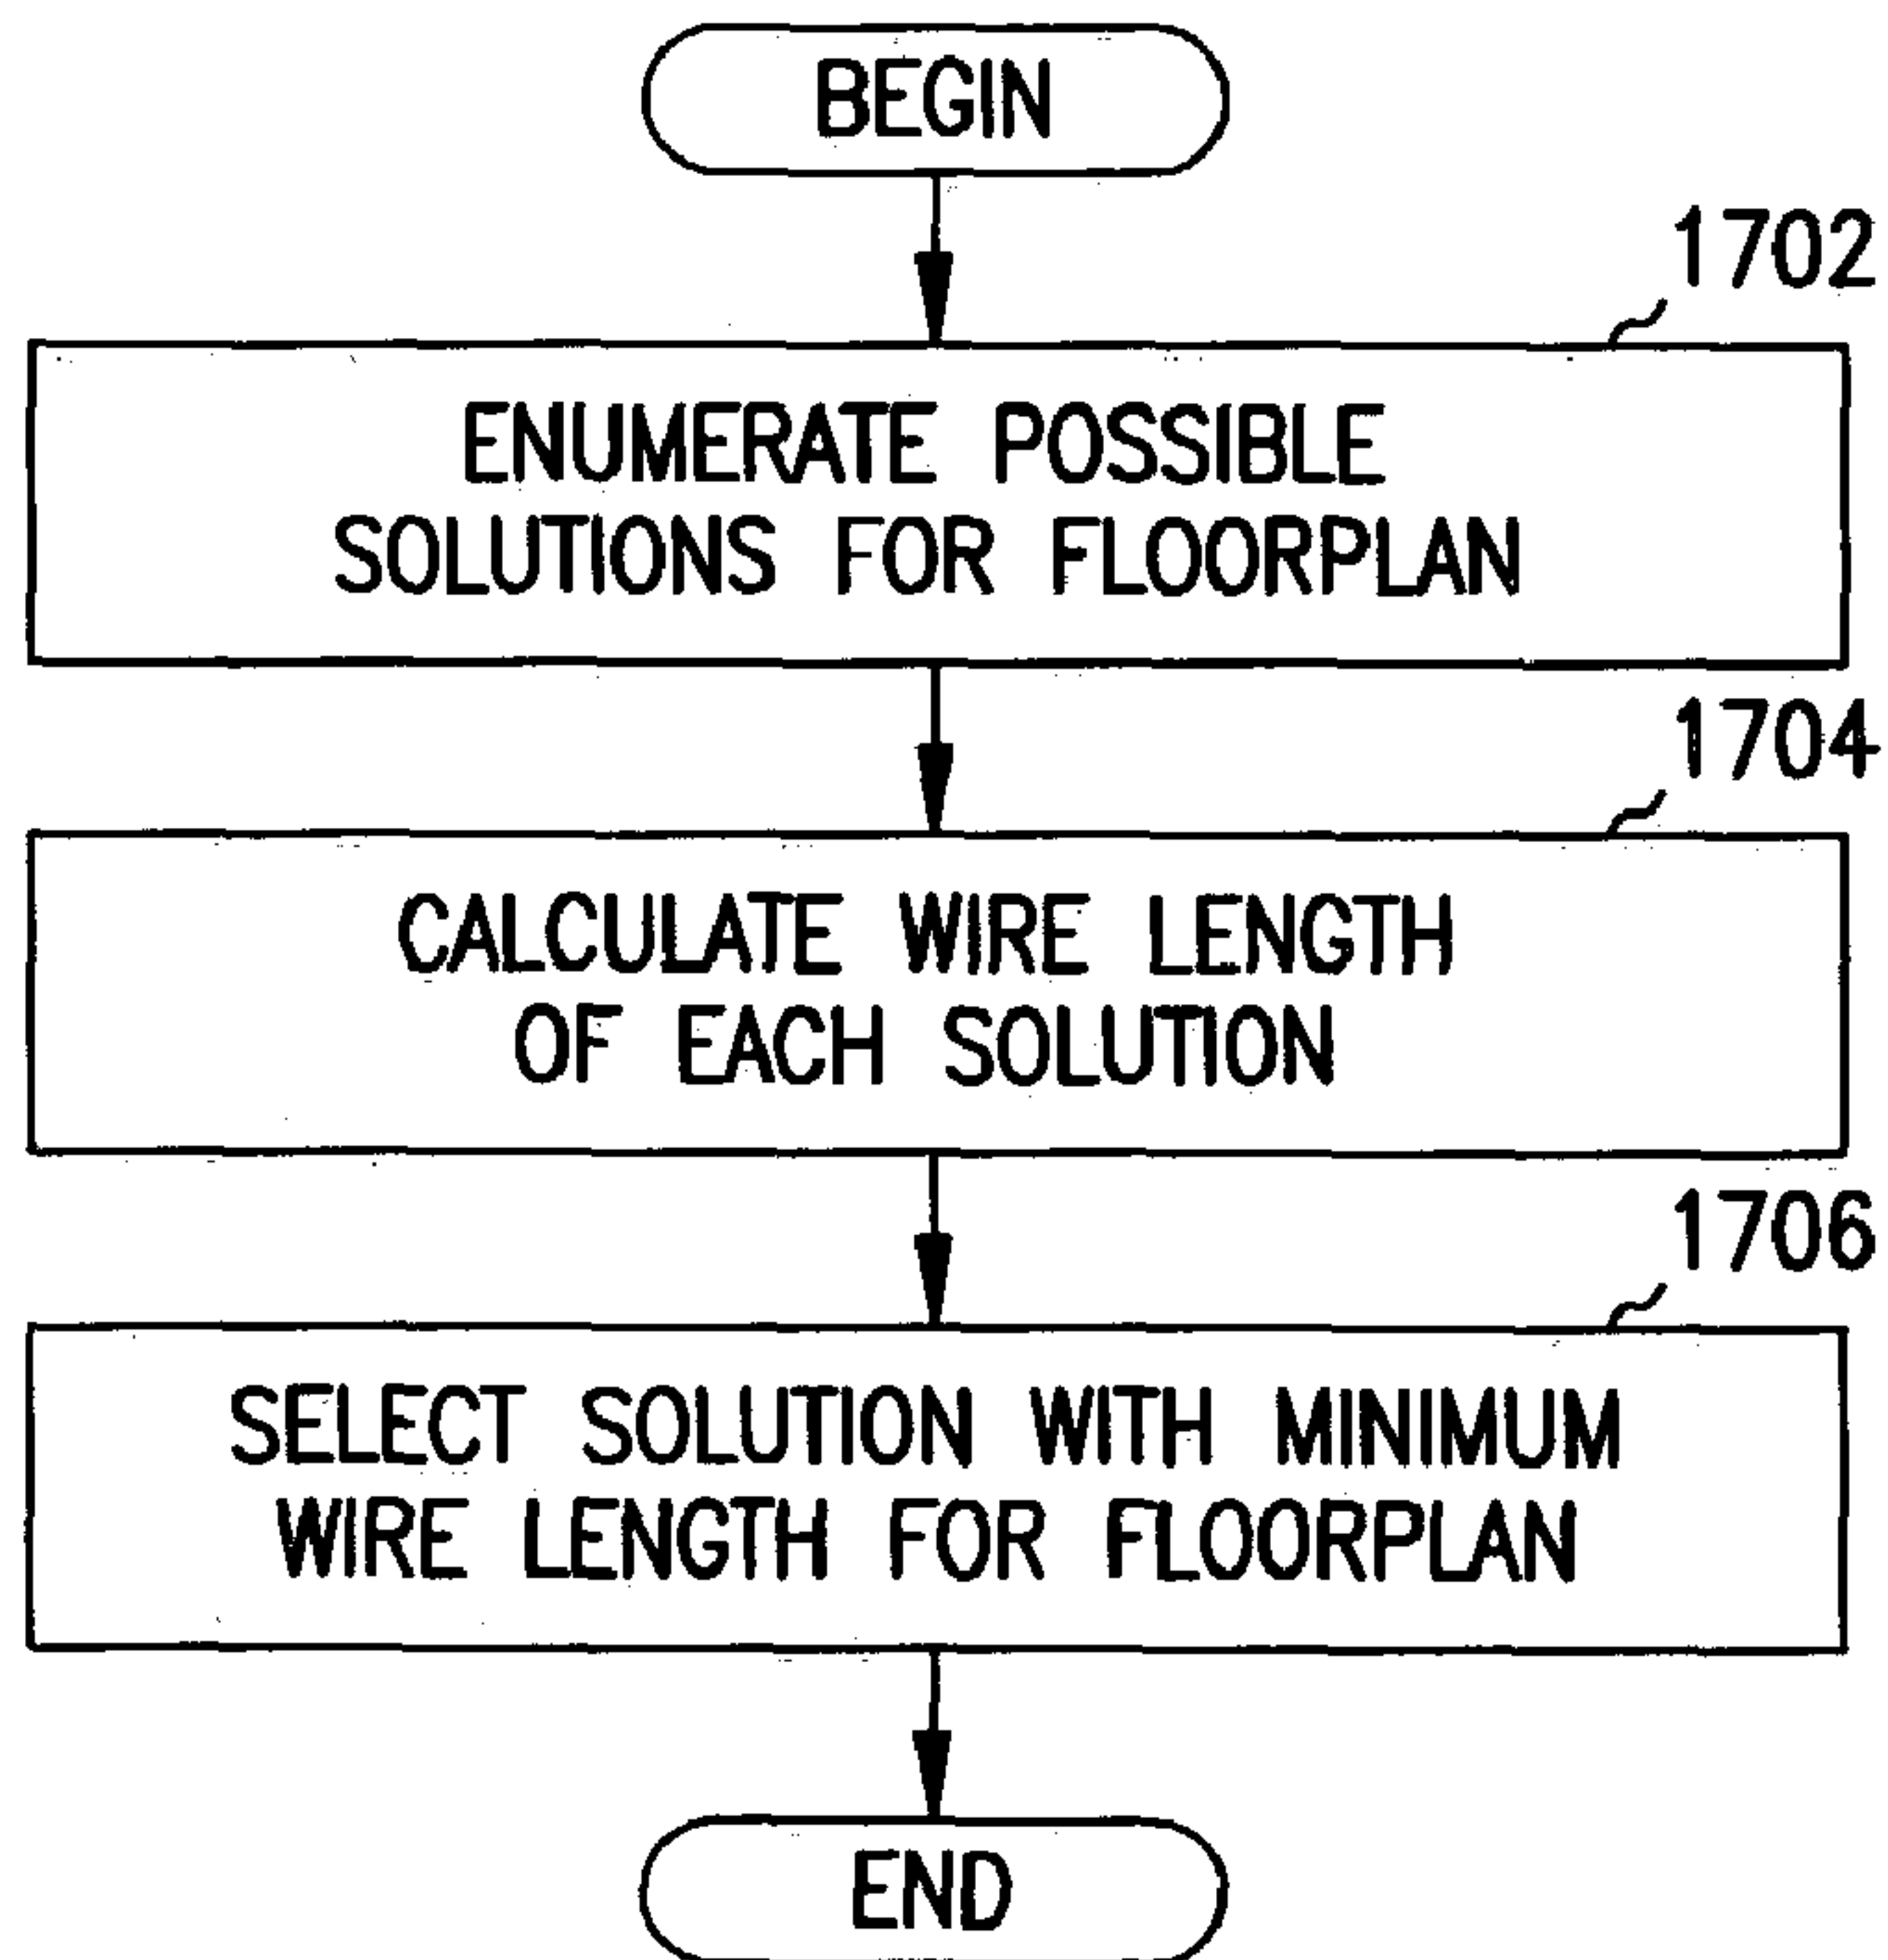 BEGIN
1702
ENUMERATE POSSIBLE
SOLUTIONS FOR FLOORPLAN
1704
CALCULATE WIRE LENGTH
OF EACH SOLUTION
1706
SELECT SOLUTION WITH MINIMUM
WIRE LENGTH FOR FLOORPLAN
END